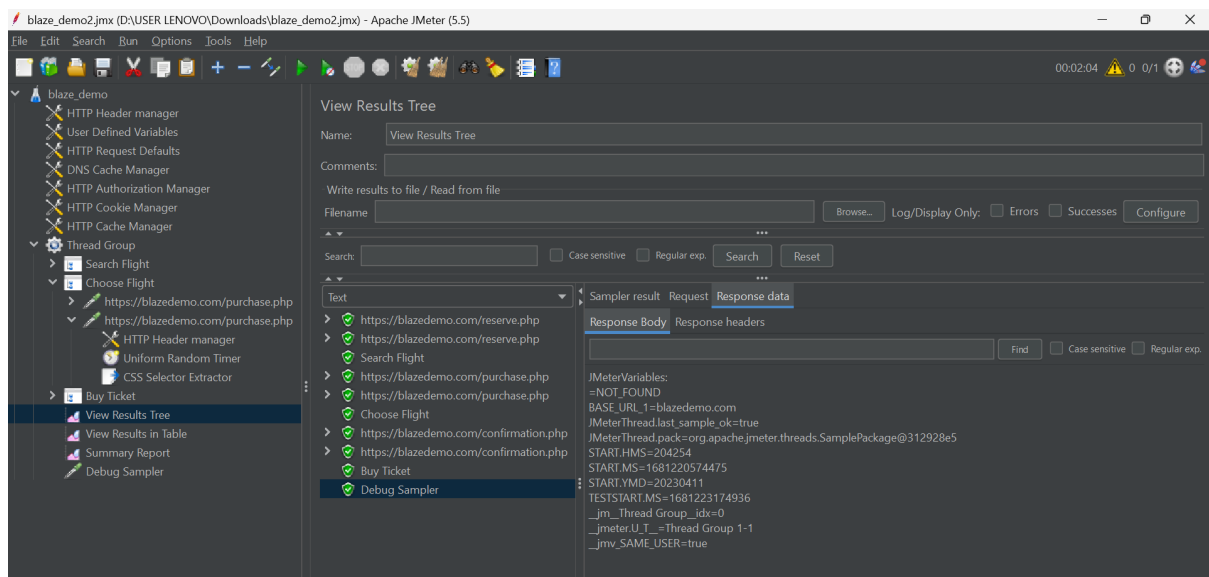 blaze_demo2.jmx (D:\USER LENOVO\Downloads\blaze_demo2.jmx) - Apache JMeter (5.5)
File Edit Search Run Options Tools Help
00:02:04 0 0/1
blaze_demo
HTTP Header manager
User Defined Variables
HTTP Request Defaults
DNS Cache Manager
HTTP Authorization Manager
HTTP Cookie Manager
HTTP Cache Manager
Thread Group
Search Flight
Choose Flight
https://blazedemo.com/purchase.php
https://blazedemo.com/purchase.php
HTTP Header manager
Uniform Random Timer
CSS Selector Extractor
Buy Ticket
View Results Tree
View Results in Table
Summary Report
Debug Sampler
View Results Tree
Name: View Results Tree
Comments:
Write results to file / Read from file
Filename Browse... Log/Display Only: Errors Successes Configure
Search: Case sensitive Regular exp. Search Reset
Text
https://blazedemo.com/reserve.php
https://blazedemo.com/reserve.php
Search Flight
https://blazedemo.com/purchase.php
https://blazedemo.com/purchase.php
Choose Flight
https://blazedemo.com/confirmation.php
https://blazedemo.com/confirmation.php
Buy Ticket
Debug Sampler
Sampler result Request Response data
Response Body Response headers
Find Case sensitive Regular exp.
JMeterVariables:
=NOT_FOUND
BASE_URL_1=blazedemo.com
JMeterThread.last_sample_ok=true
JMeterThread.pack=org.apache.jmeter.threads.SamplePackage@312928e5
START.HMS=204254
START.MS=1681220574475
START.YMD=20230411
TESTSTART.MS=1681223174936
__jm__Thread Group__idx=0
__jmeter.U_T__=Thread Group 1-1
__jmv_SAME_USER=true